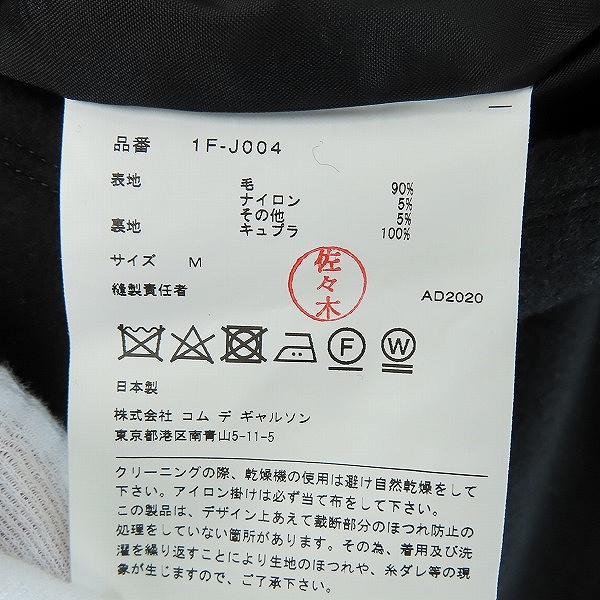 品番 1F-J004
表地 毛 90%
ナイロン 5%
その他 5%
裏地 キュプラ 100%
サイズ M
佐々木
縫製責任者 AD2020
F W
日本製
株式会社 コム デ ギャルソン
東京都港区南青山5-11-5
クリーニングの際、乾燥機の使用は避け自然乾燥をして
下さい。アイロン掛けは必ず当て布をして下さい。
この製品は、デザイン上あえて裁断部分のほつれ防止の
処理をしていない箇所があります。その為、着用及び洗
濯を繰り返すことにより生地のほつれや、糸ダレ等の現
象が生じますので、ご了承下さい。